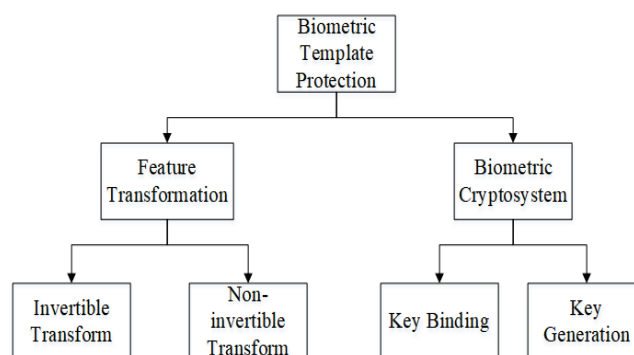 Biometric
Template
Protection
Feature
Transformation
Biometric
Cryptosystem
Invertible
Transform
Non-
invertible
Transform
Key Binding
Key
Generation